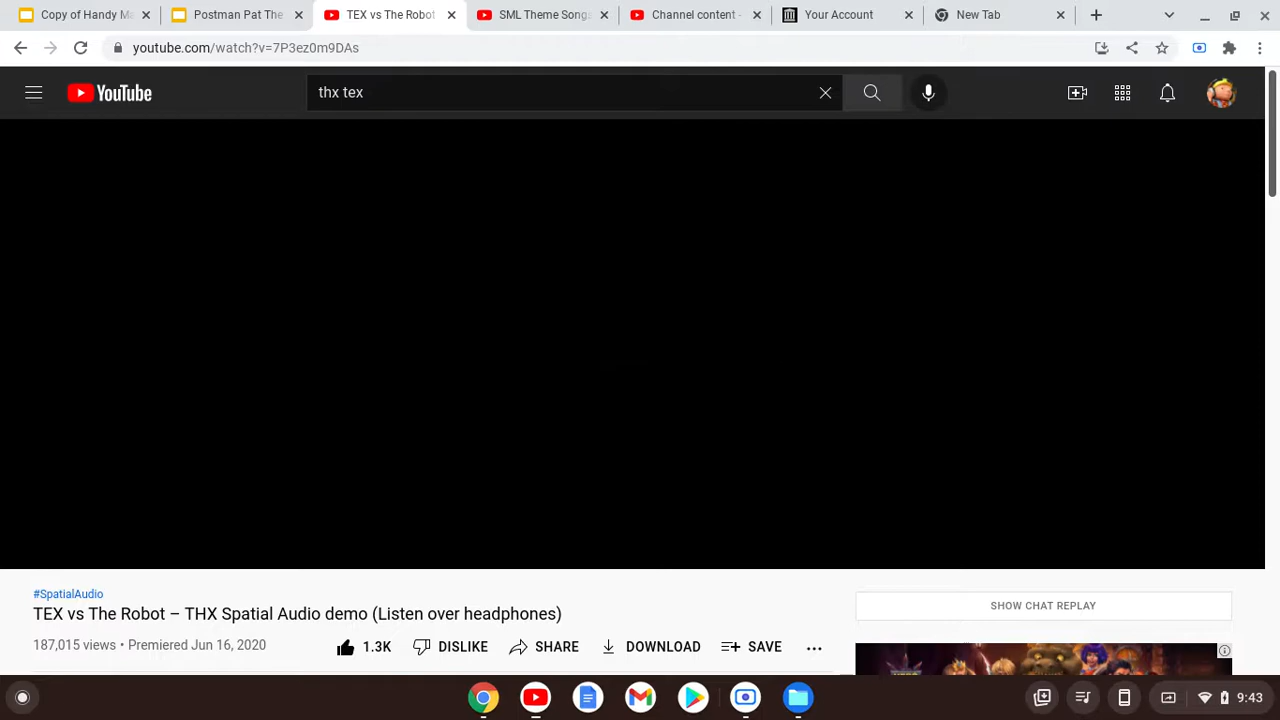 Copy of Handy Ma
Postman Pat The
TEX vs The Robot
SML Theme Songs
Channel content -
Your Account
New Tab
youtube.com/watch?v=7P3ez0m9DAs
YouTube
thx tex
#SpatialAudio
TEX vs The Robot – THX Spatial Audio demo (Listen over headphones)
187,015 views • Premiered Jun 16, 2020
1.3K
DISLIKE
SHARE
DOWNLOAD
SAVE
SHOW CHAT REPLAY
9:43